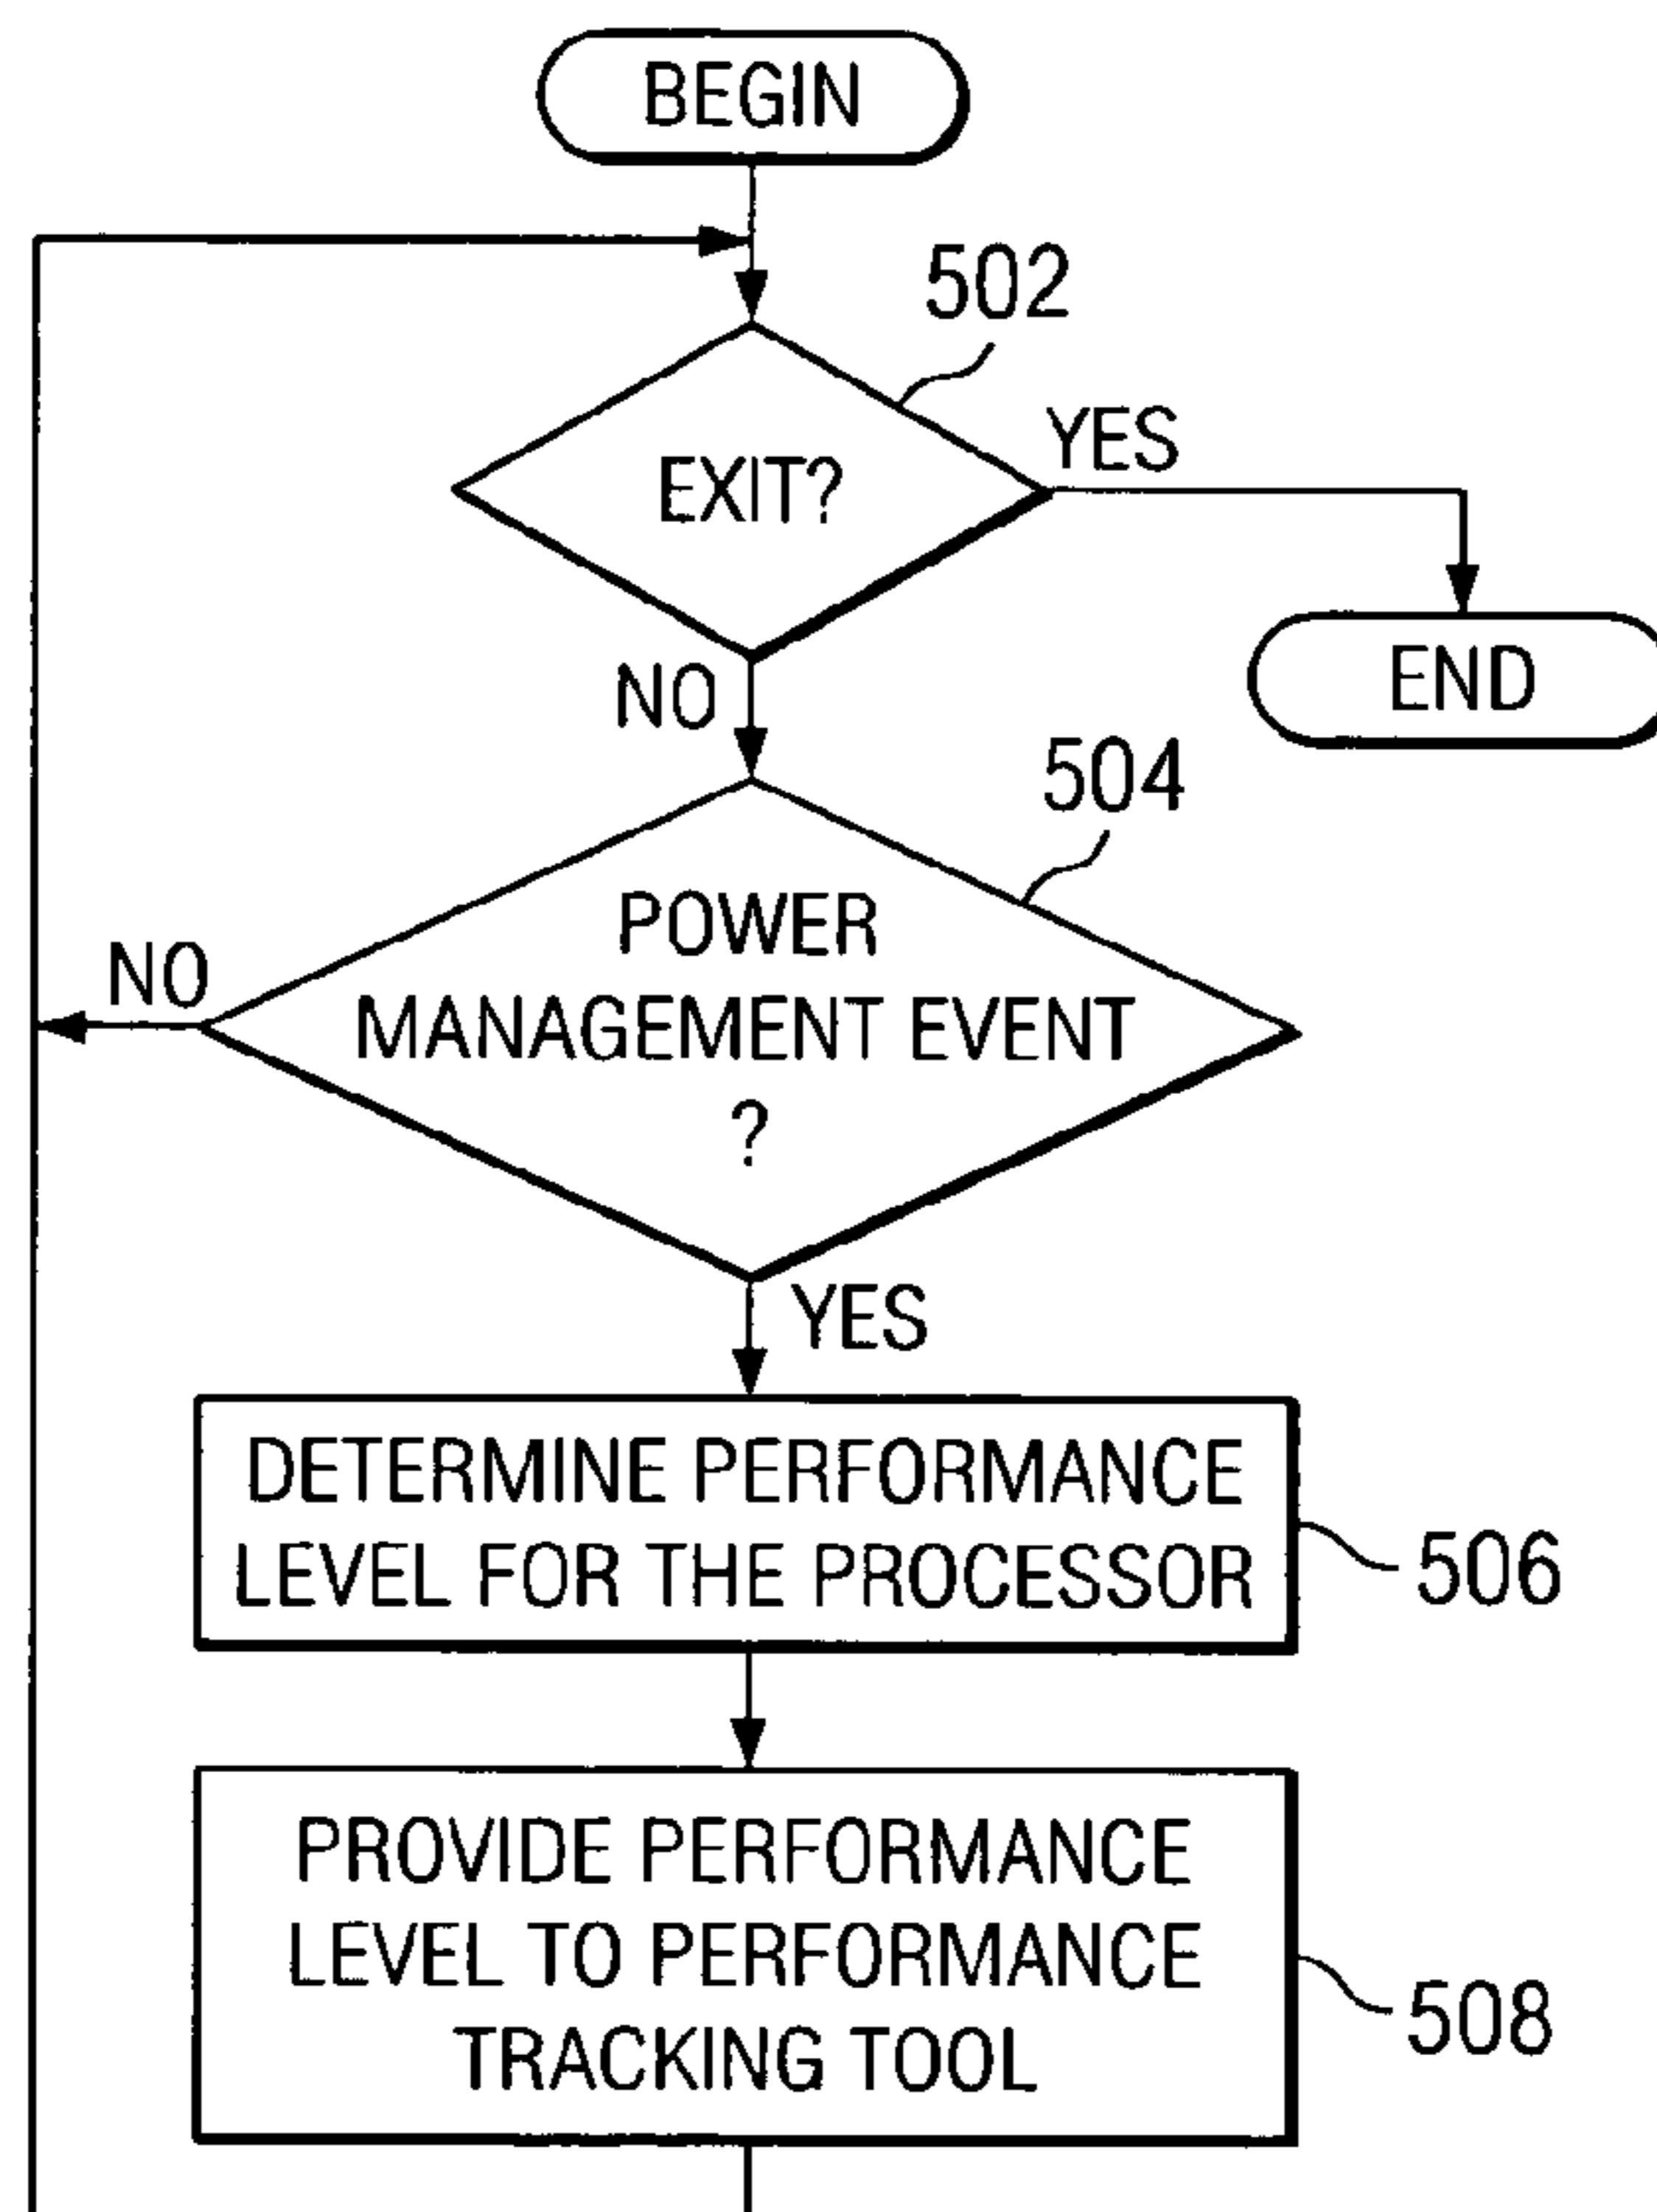 BEGIN
502
EXIT?
YES
END
NO
504
POWER
MANAGEMENT EVENT
?
NO
YES
DETERMINE PERFORMANCE
LEVEL FOR THE PROCESSOR
506
PROVIDE PERFORMANCE
LEVEL TO PERFORMANCE
TRACKING TOOL
508